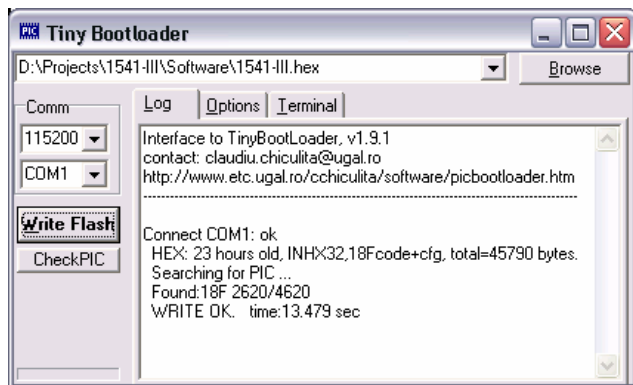 PIC Tiny Bootloader
D:\Projects\1541-III\Software\1541-III.hex
Browse
Comm
115200
COM1
Write Flash
CheckPIC
Log Options Terminal
Interface to TinyBootLoader, v1.9.1
contact: claudiu.chiculita@ugal.ro
http://www.etc.ugal.ro/cchiculita/software/picbootloader.htm
Connect COM1: ok
HEX: 23 hours old, INHX32,18Fcode+cfg, total=45790 bytes.
Searching for PIC ...
Found:18F 2620/4620
WRITE OK. time:13.479 sec